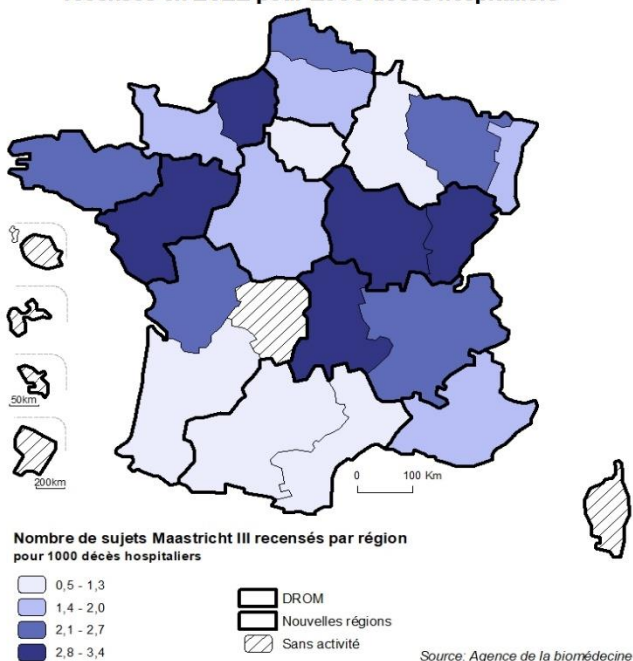 50km
200km
0 100 Km
Nombre de sujets Maastricht III recensés par région
pour 1000 décès hospitaliers
0,5 - 1,3
1,4 - 2,0
2,1 - 2,7
2,8 - 3,4
DROM
Nouvelles régions
Sans activité
Source: Agence de la biomédecine